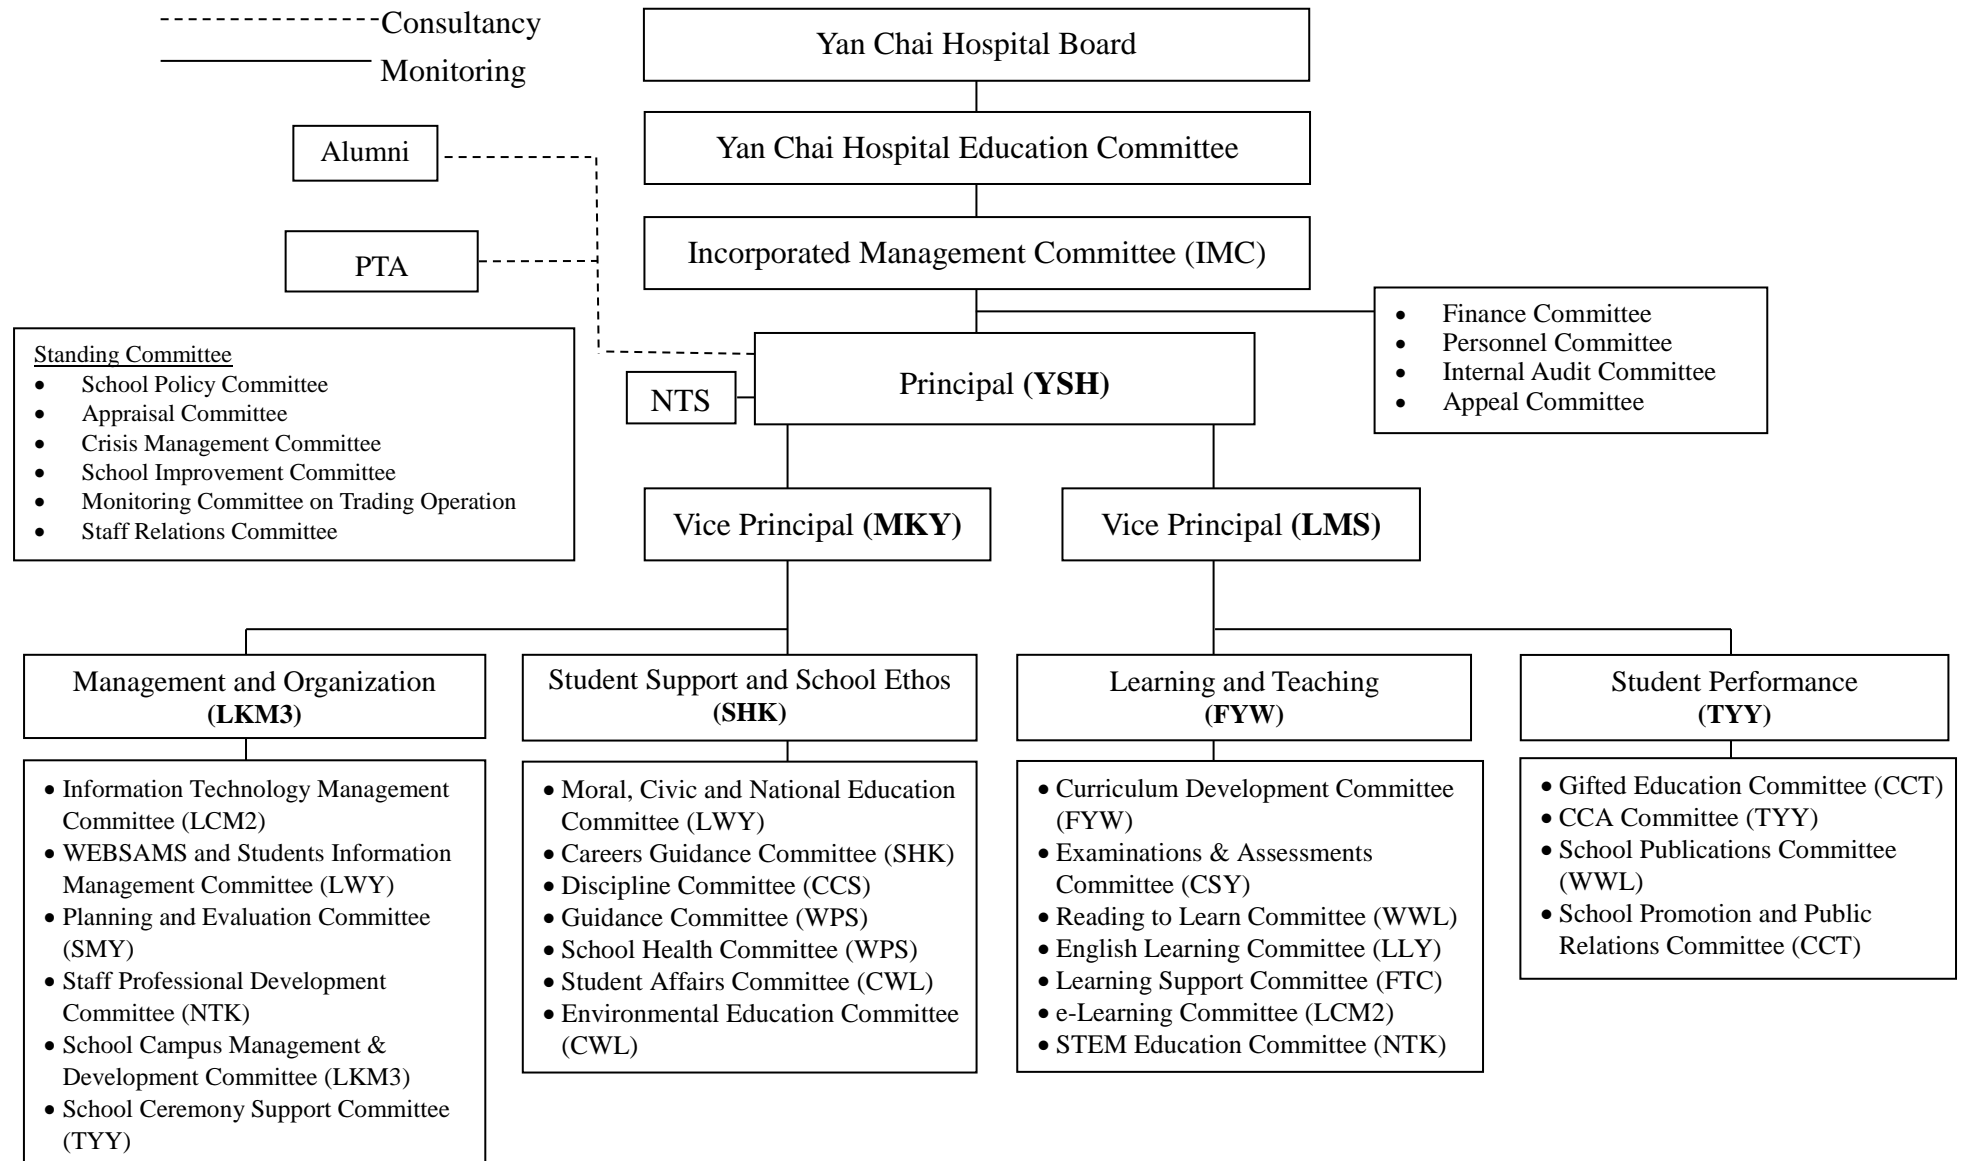 Consultancy
Monitoring
Yan Chai Hospital Board
Alumni
Yan Chai Hospital Education Committee
PTA
Incorporated Management Committee (IMC)
• Finance Committee
• Personnel Committee
• Internal Audit Committee
• Appeal Committee
Standing Committee
• School Policy Committee
• Appraisal Committee
• Crisis Management Committee
• School Improvement Committee
• Monitoring Committee on Trading Operation
• Staff Relations Committee
Principal (YSH)
NTS
Vice Principal (MKY)
Vice Principal (LMS)
Management and Organization
(LKM3)
• Information Technology Management
Committee (LCM2)
• WEBSAMS and Students Information
Management Committee (LWY)
• Planning and Evaluation Committee
(SMY)
• Staff Professional Development
Committee (NTK)
• School Campus Management &
Development Committee (LKM3)
• School Ceremony Support Committee
(TYY)
Student Support and School Ethos
(SHK)
• Moral, Civic and National Education
Committee (LWY)
• Careers Guidance Committee (SHK)
• Discipline Committee (CCS)
• Guidance Committee (WPS)
• School Health Committee (WPS)
• Student Affairs Committee (CWL)
• Environmental Education Committee
(CWL)
Learning and Teaching
(FYW)
• Curriculum Development Committee
(FYW)
• Examinations & Assessments
Committee (CSY)
• Reading to Learn Committee (WWL)
• English Learning Committee (LLY)
• Learning Support Committee (FTC)
• e-Learning Committee (LCM2)
• STEM Education Committee (NTK)
Student Performance
(TYY)
• Gifted Education Committee (CCT)
• CCA Committee (TYY)
• School Publications Committee
(WWL)
• School Promotion and Public
Relations Committee (CCT)